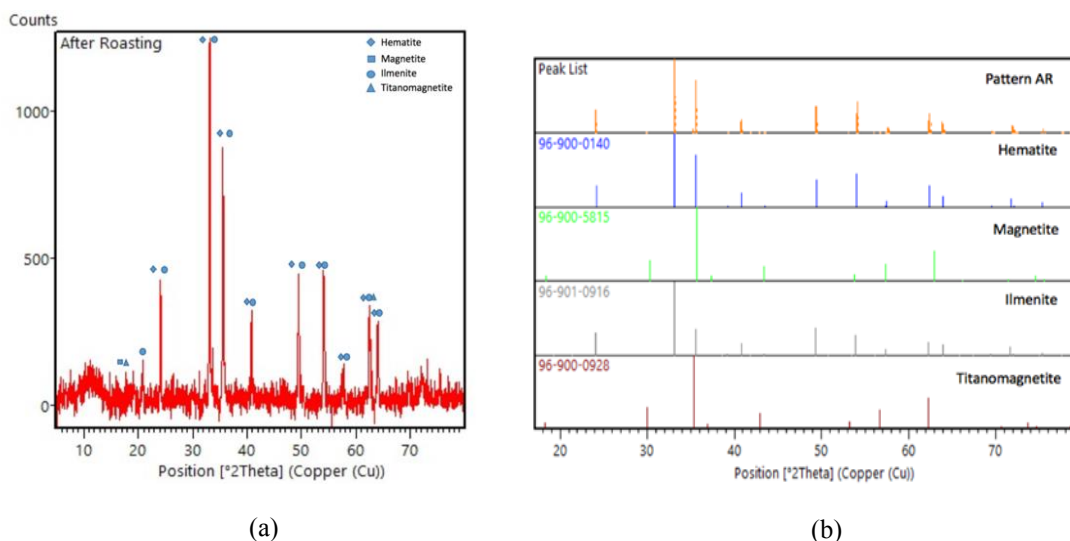 Counts
After Roasting
Hematite
Magnetite
Ilmenite
Titanomagnetite
1000
500
0
10 20 30 40 50 60 70
Position [°2Theta] (Copper (Cu))
(a)
Peak List
Pattern AR
96-900-0140
Hematite
96-900-5815
Magnetite
96-901-0916
Ilmenite
96-900-0928
Titanomagnetite
20 30 40 50 60 70
Position [°2Theta] (Copper (Cu))
(b)